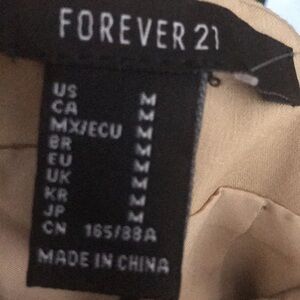 FOREVER 21
US M
CA M
MX/ECU M
BR M
EU M
UK M
KR M
JP M
CN 165/88A
MADE IN CHINA